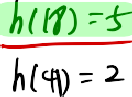 h(18) = 5
h(4) = 2